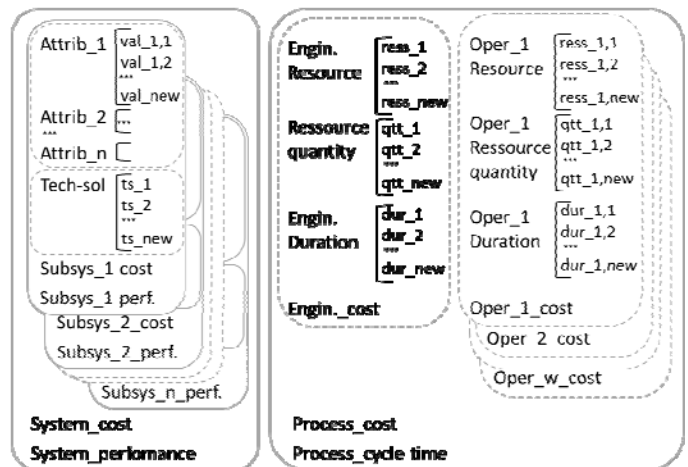 Attrib_1
val_1,1
val_1,2
...
val_new
Attrib_2
...
...
Attrib_n
Tech-sol
ts_1
ts_2
...
ts_new
Subsys_1 cost
Subsys_1 perf.
Subsys_2_cost
Subsys_2_perf.
Subsys_n_perf.
System_cost
System_perfomance
Engin.
Resource
ress_1
ress_2
...
ress_new
Ressource
quantity
qtt_1
qtt_2
...
qtt_new
Engin.
Duration
dur_1
dur_2
...
dur_new
Engin._cost
Oper_1
Resource
ress_1,1
ress_1,2
...
ress_1,new
Oper_1
Ressource
quantity
qtt_1,1
qtt_1,2
...
qtt_1,new
Oper_1
Duration
dur_1,1
dur_1,2
...
dur_1,new
Oper_1_cost
Oper_2_cost
Oper_w_cost
Process_cost
Process_cycle time